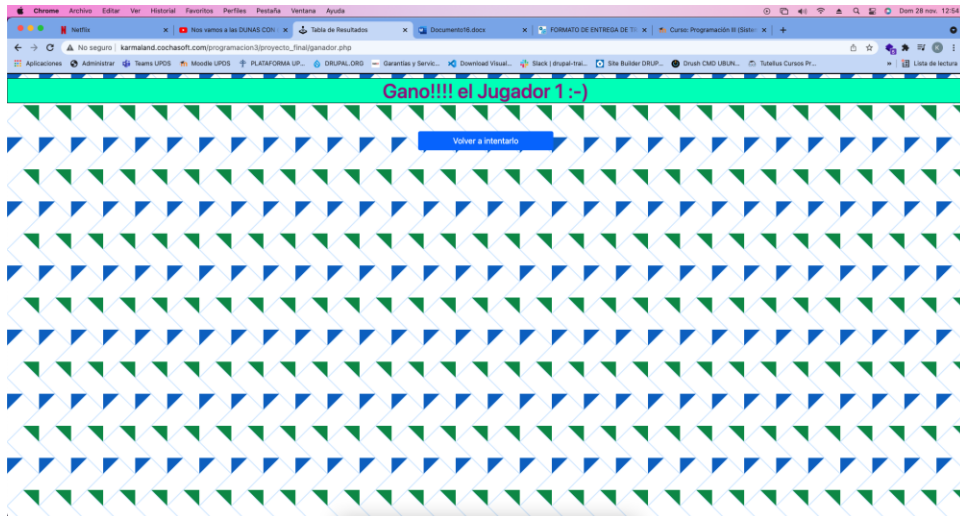 Chrome Archivo Editar Ver Historial Favoritos Perfiles Pestaña Ventana Ayuda Dom 28 nov. 12:54
Netflix Nos vamos a las DUNAS CON Tabla de Resultados Documento16.docx FORMATO DE ENTREGA DE Curso: Programación III (Siste
No seguro karmaland.cochasoft.com/programacion3/proyecto_final/ganador.php
Aplicaciones Administrar Teams UPDS Moodle UPDS PLATAFORMA UP... DRUPAL.ORG Garantías y Servic... Download Visual... Slack | drupal-trai... Site Builder DRUP... Drush CMD UBUN... Tutellus Cursos Pr... » Lista de lectura
Gano!!!! el Jugador 1 :-)
Volver a intentarlo